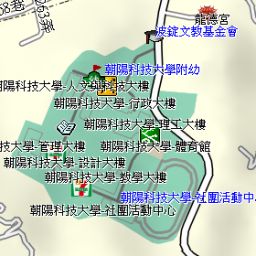 龍德宮
波錠文教基金會
263巷
朝陽科技大學附幼
朝陽科技大學-人文科技大樓
朝陽科技大學-行政大樓
朝陽科技大學-理工大樓
大學-管理大樓
朝陽科技大學-體育館
朝陽科技大學-設計大樓
朝陽科技大學-教學大樓
朝陽科技大學-社團活動中
朝陽科技大學-社團活動中心